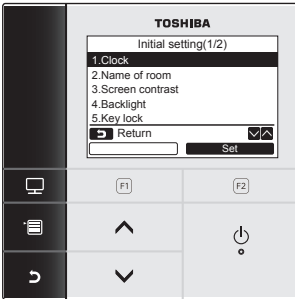 TOSHIBA
Initial setting(1/2)
1.Clock
2.Name of room
3.Screen contrast
4.Backlight
5.Key lock
Return
Set
F1
F2